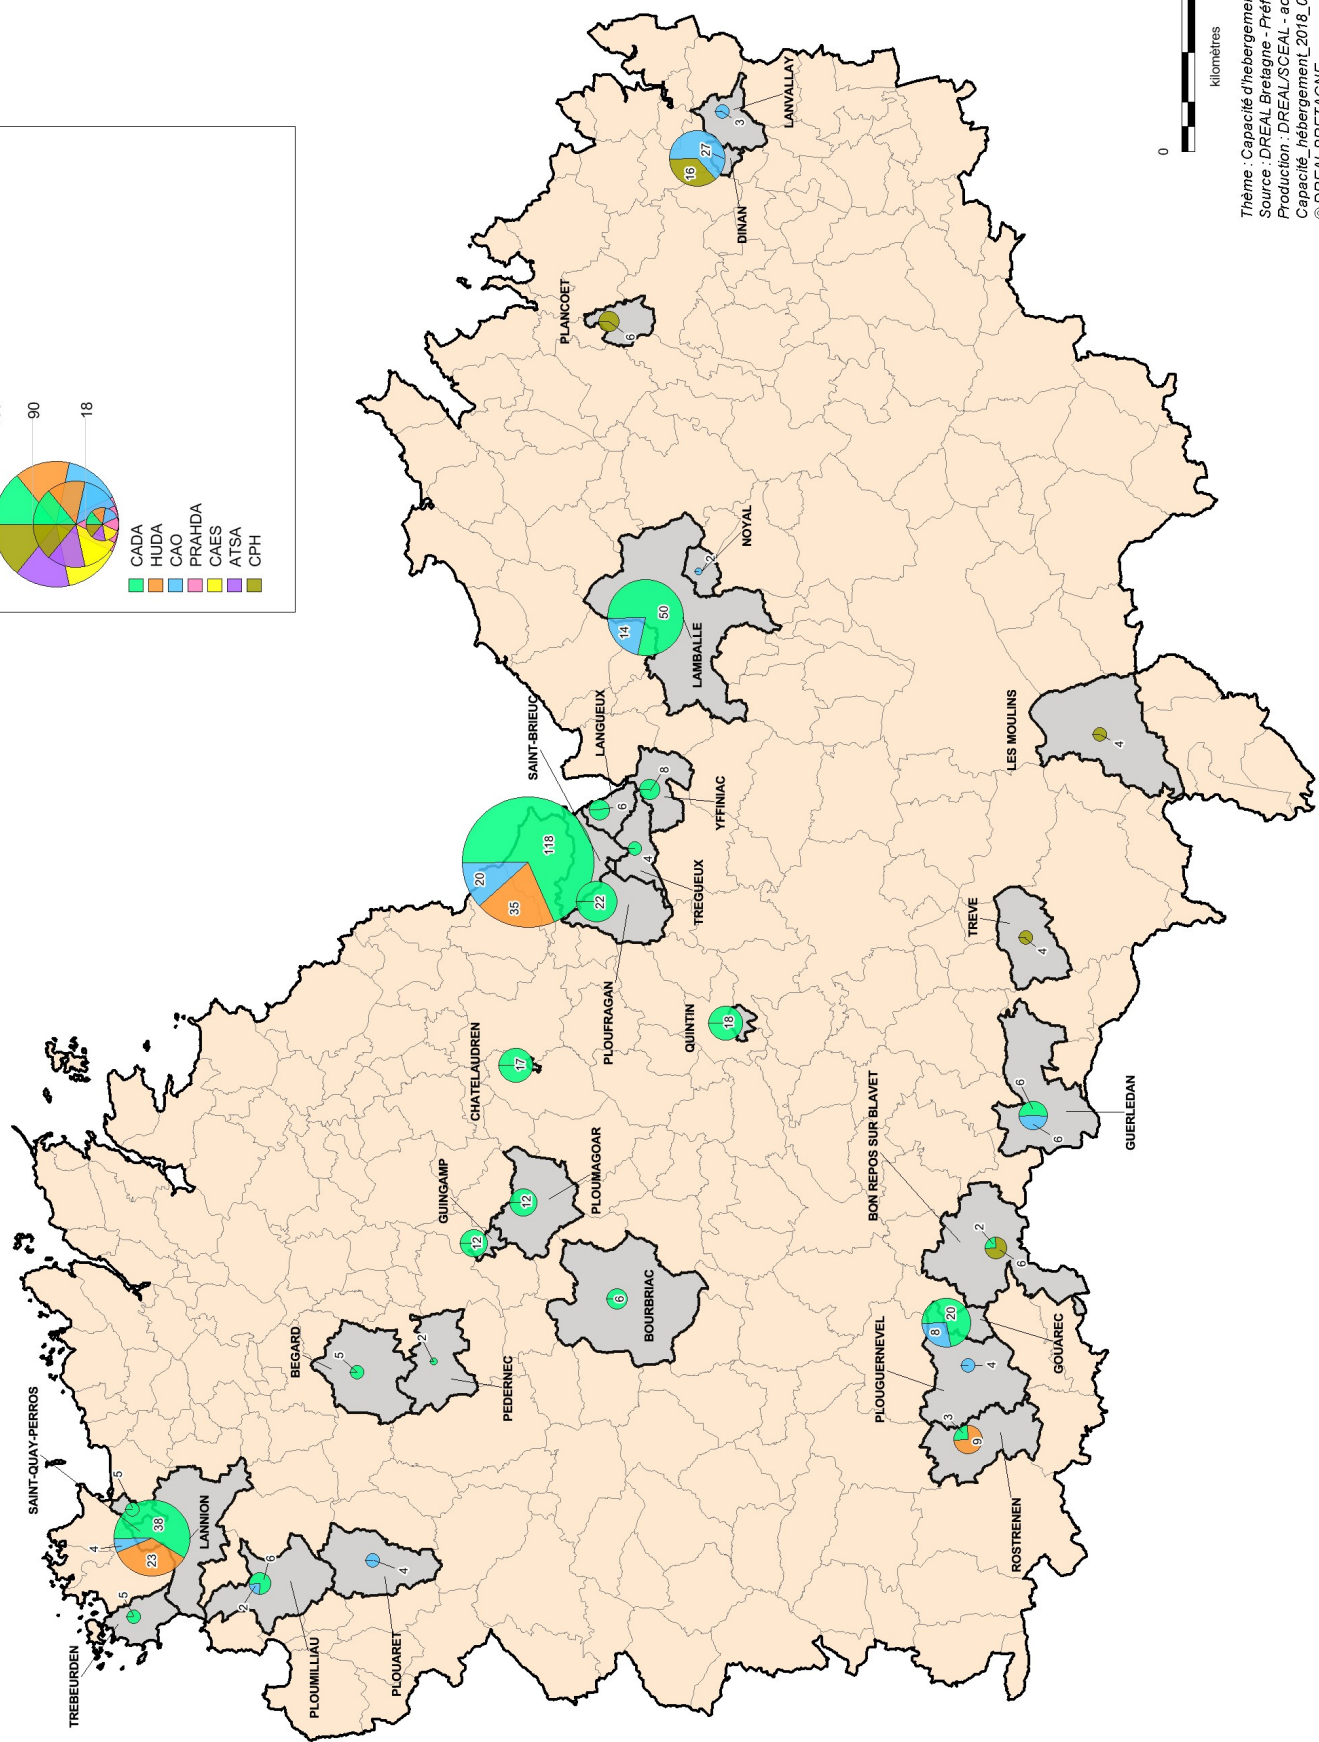 90
18
CADA
HUDA
CAO
PRAHDA
CAES
ATSA
CPH
TREBEURDEN
5
SAINT-QUAY-PERROS
5
4
38
23
LANNION
2
6
PLOUMILLIAU
4
PLOUARET
BEGARD
5
2
PEDERNEC
GUINGAMP
12
12
PLOUMAGOAR
6
BOURBRIAC
CHATELAUDREN
17
QUINTIN
18
SAINT-BRIEUC
20
35
118
22
PLOUFRAGAN
LANGUEUX
6
4
TREGUEUX
8
YFFINIAC
14
50
LAMBALLE
NOYAL
2
PLANCOET
6
16
27
DINAN
3
LANVALLAY
LES MOULINS
4
TREVE
4
6
6
GUERLEDAN
BON REPOS SUR BLAVET
2
6
PLOUGUERNEVEL
8
20
GOUAREC
4
3
9
ROSTRENEN
0
kilomètres
Thème : Capacité d'hebergemen
Source : DREAL Bretagne - Préf
Production : DREAL/SCEAL - ac
Capacité_hébergement_2018_0
© DREAL BRETAGNE